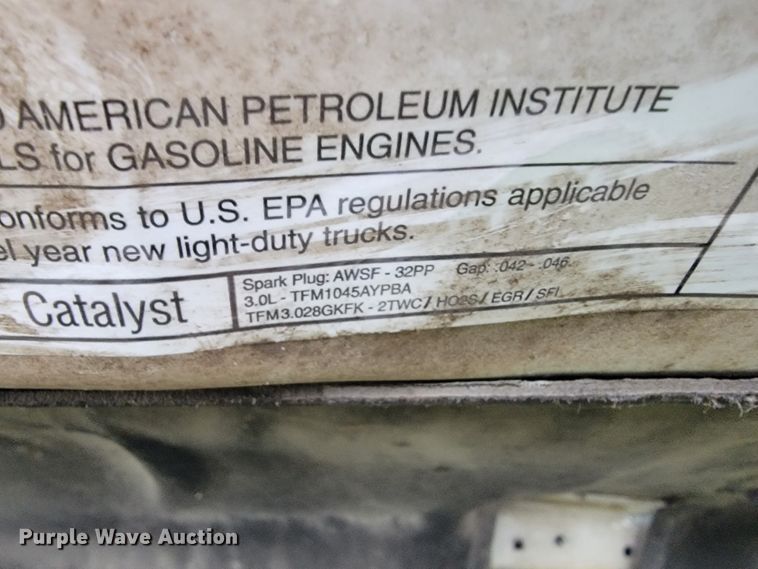 AMERICAN PETROLEUM INSTITUTE
LS for GASOLINE ENGINES.
onforms to U.S. EPA regulations applicable
el year new light-duty trucks.
Catalyst
Spark Plug: AWSF - 32PP Gap: .042 - .046
3.0L - TFM1045AYPBA
TFM3.028GKFK - 2TWC / HO2S / EGR / SFI
Purple Wave Auction